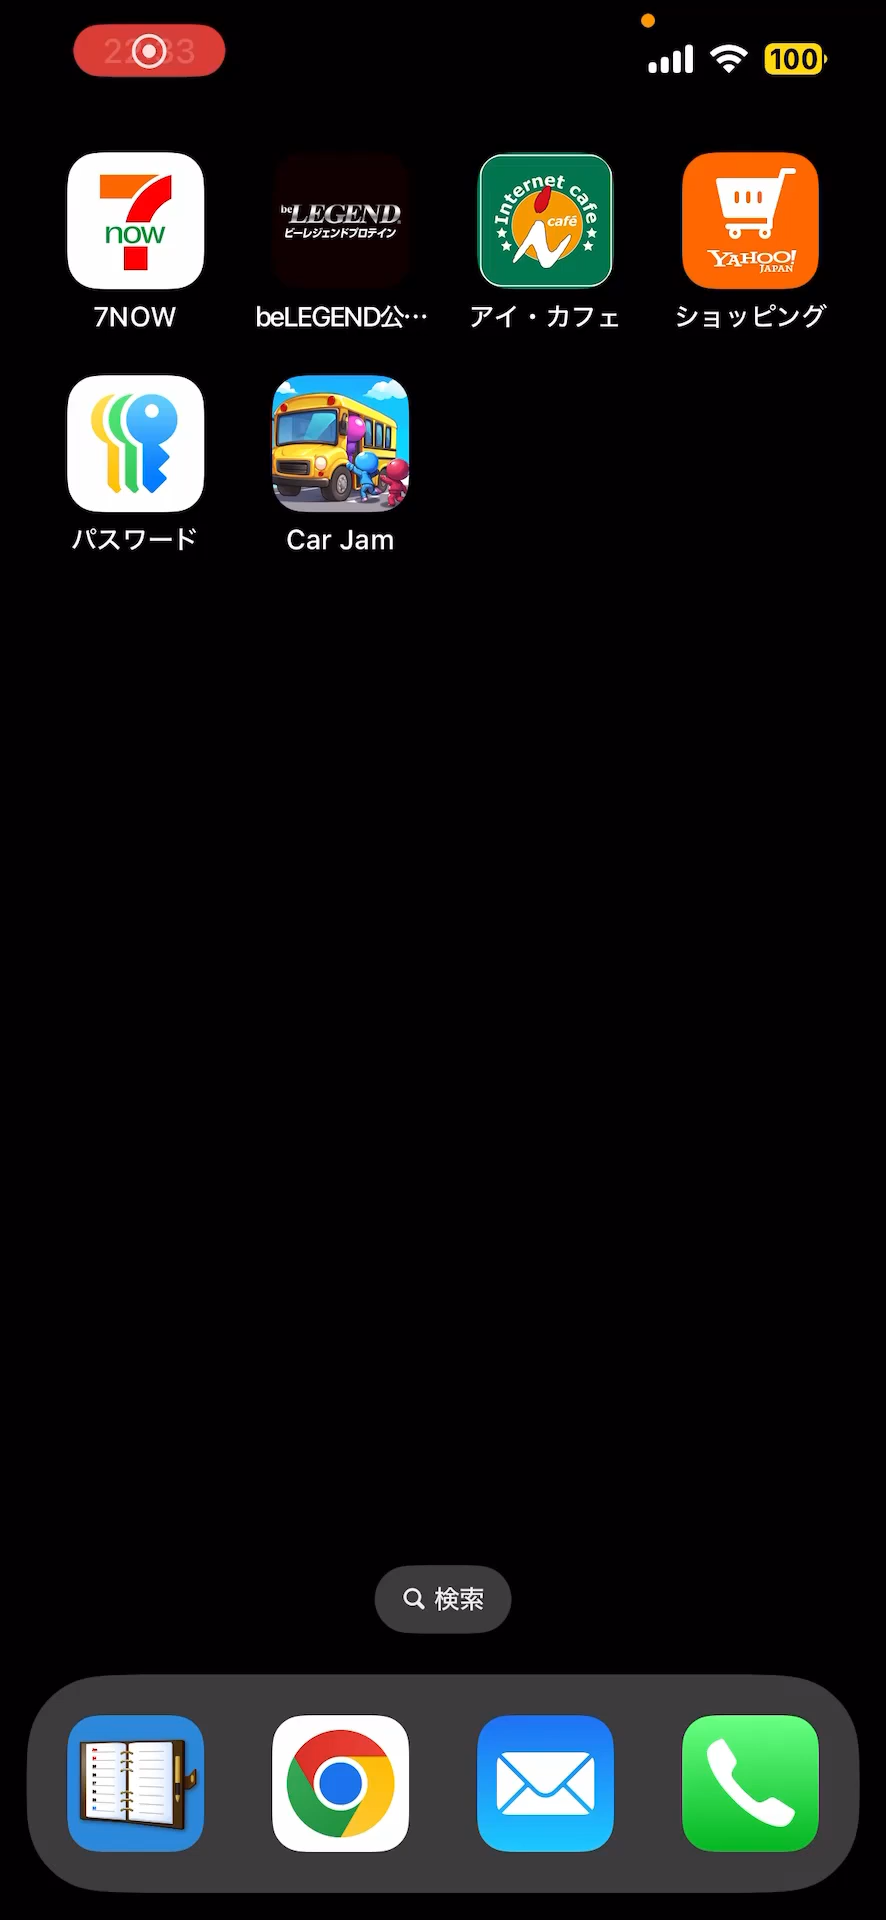 100
7
now
beLEGEND
ビーレジェンドプロテイン
Internet cafe
café
YAHOO!
JAPAN
7NOW
beLEGEND公…
アイ・カフェ
ショッピング
パスワード
Car Jam
検索